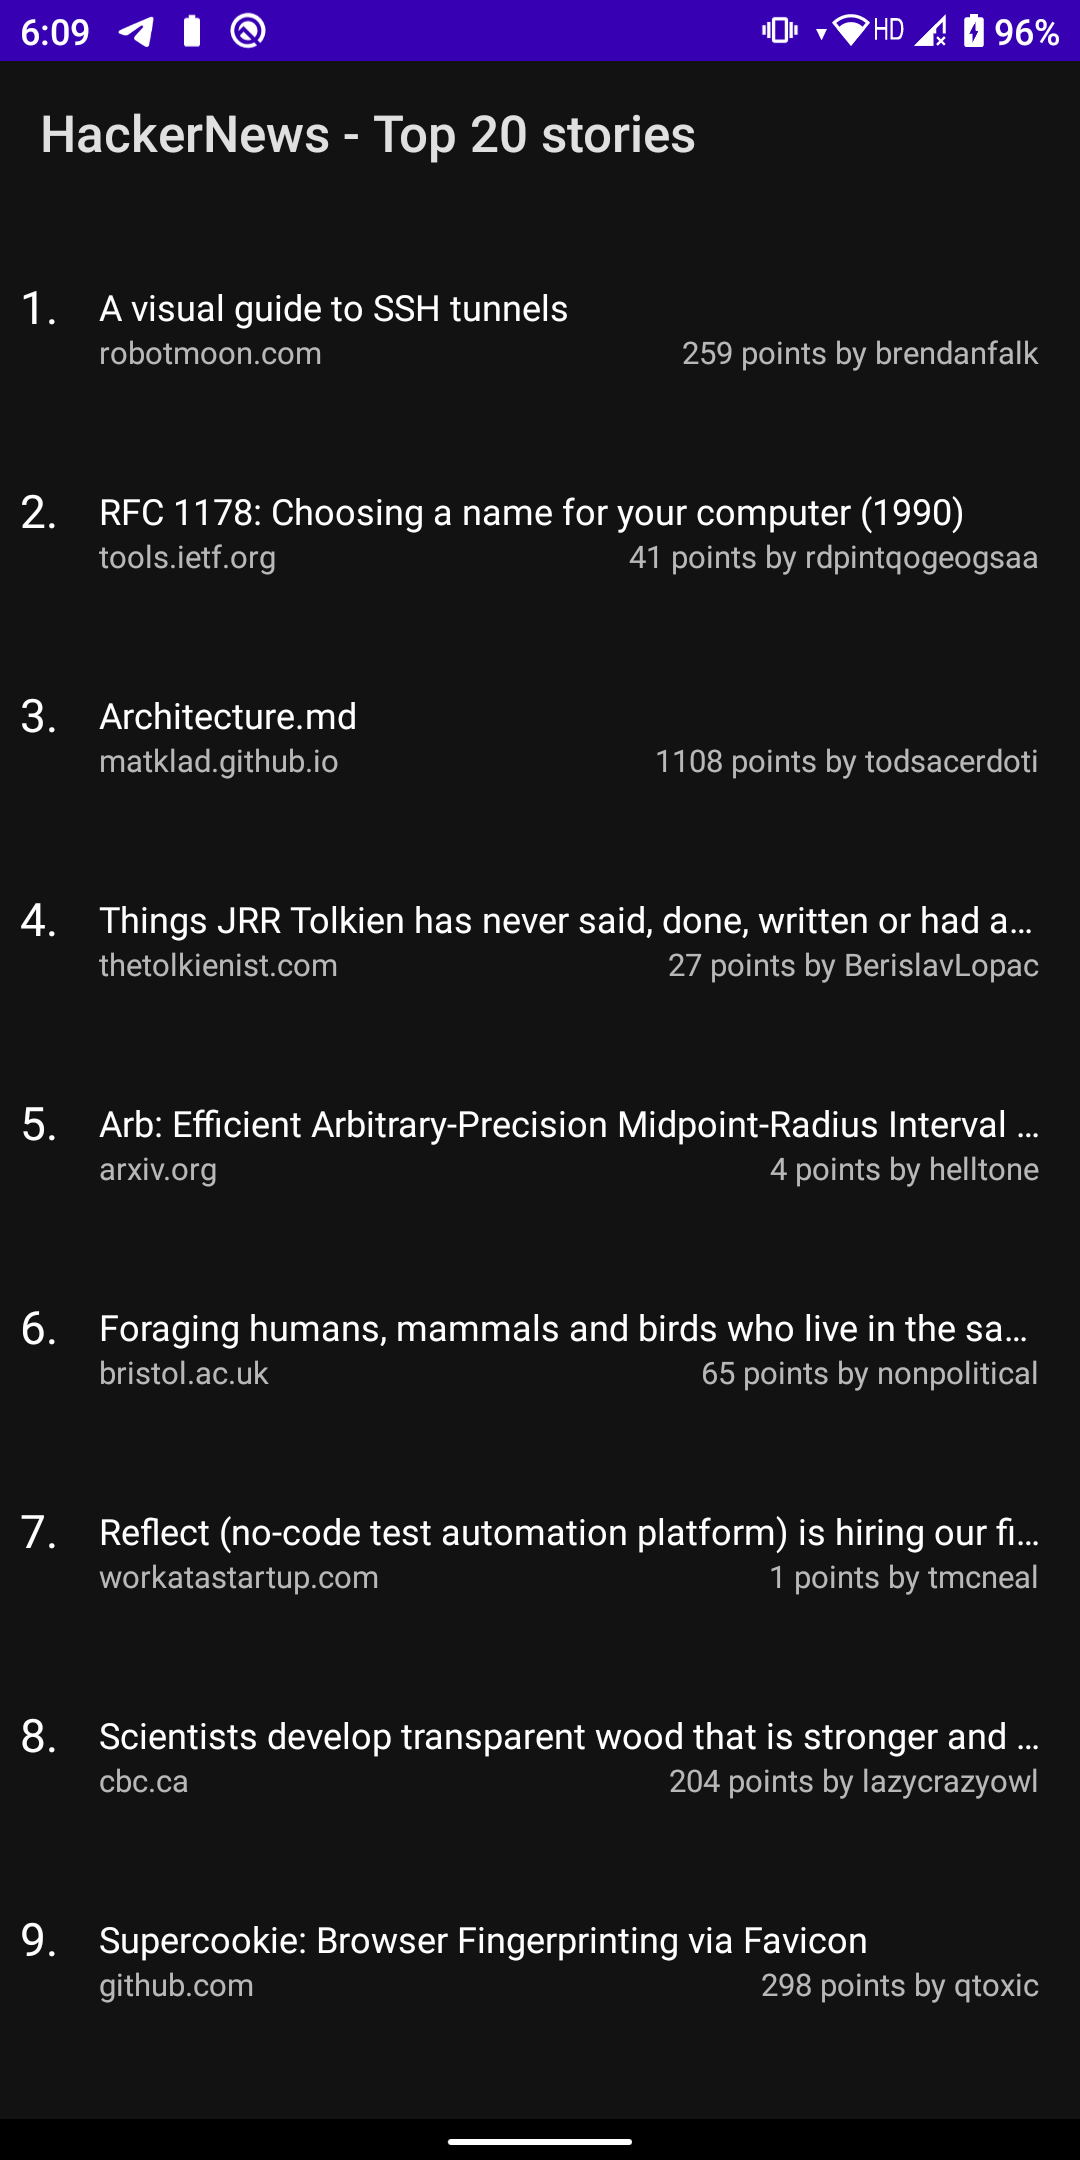 6:09 HD 96%
HackerNews - Top 20 stories
1. A visual guide to SSH tunnels
robotmoon.com 259 points by brendanfalk
2. RFC 1178: Choosing a name for your computer (1990)
tools.ietf.org 41 points by rdpintqogeogsaa
3. Architecture.md
matklad.github.io 1108 points by todsacerdoti
4. Things JRR Tolkien has never said, done, written or had a...
thetolkienist.com 27 points by BerislavLopac
5. Arb: Efficient Arbitrary-Precision Midpoint-Radius Interval ...
arxiv.org 4 points by helltone
6. Foraging humans, mammals and birds who live in the sa...
bristol.ac.uk 65 points by nonpolitical
7. Reflect (no-code test automation platform) is hiring our fi...
workatastartup.com 1 points by tmcneal
8. Scientists develop transparent wood that is stronger and ...
cbc.ca 204 points by lazycrazyowl
9. Supercookie: Browser Fingerprinting via Favicon
github.com 298 points by qtoxic